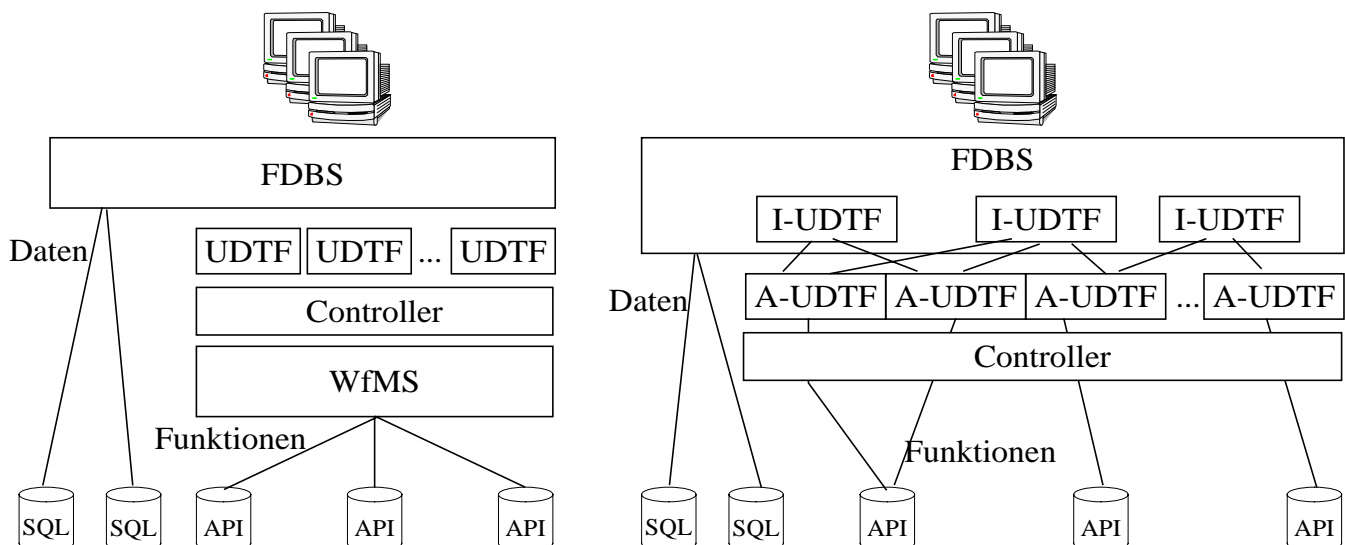 FDBS
Daten
UDTF UDTF ... UDTF
Controller
WfMS
Funktionen
SQL SQL API API API
FDBS
I-UDTF I-UDTF I-UDTF
Daten
A-UDTF A-UDTF A-UDTF ... A-UDTF
Controller
Funktionen
SQL SQL API API API